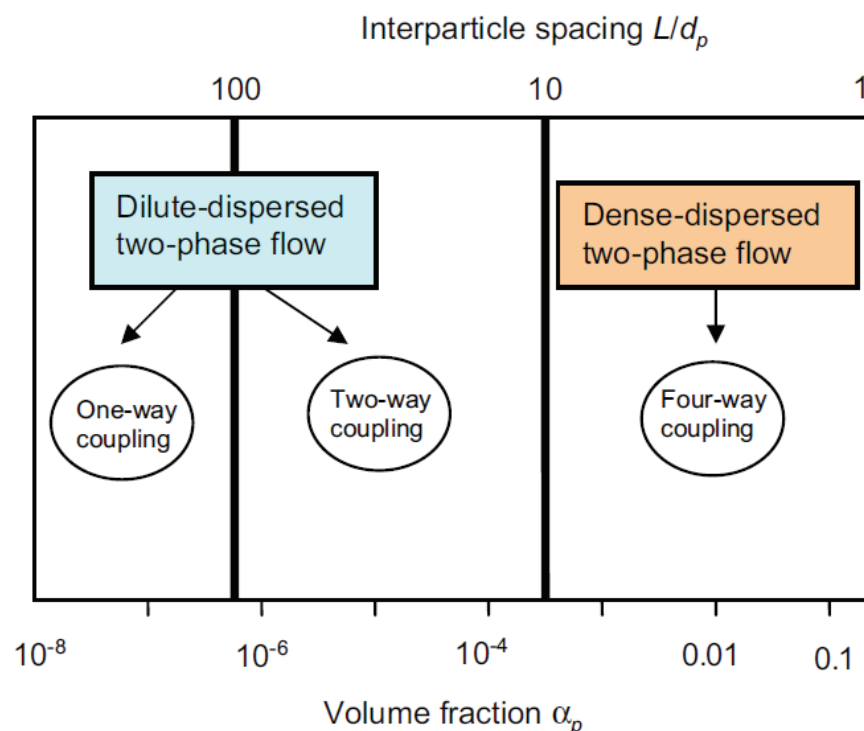 Interparticle spacing L/dₚ
100 10 1
Dilute-dispersed
two-phase flow
Dense-dispersed
two-phase flow
One-way
coupling
Two-way
coupling
Four-way
coupling
10⁻⁸ 10⁻⁶ 10⁻⁴ 0.01 0.1
Volume fraction αₚ